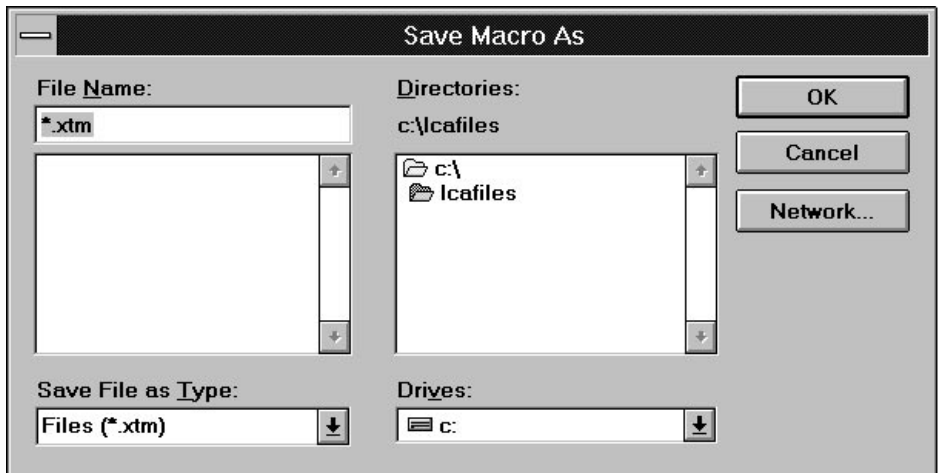 Save Macro As
File Name:
*.xtm
Directories:
c:\lcafiles
c:\
lcafiles
OK
Cancel
Network...
Save File as Type:
Files (*.xtm)
Drives:
c: